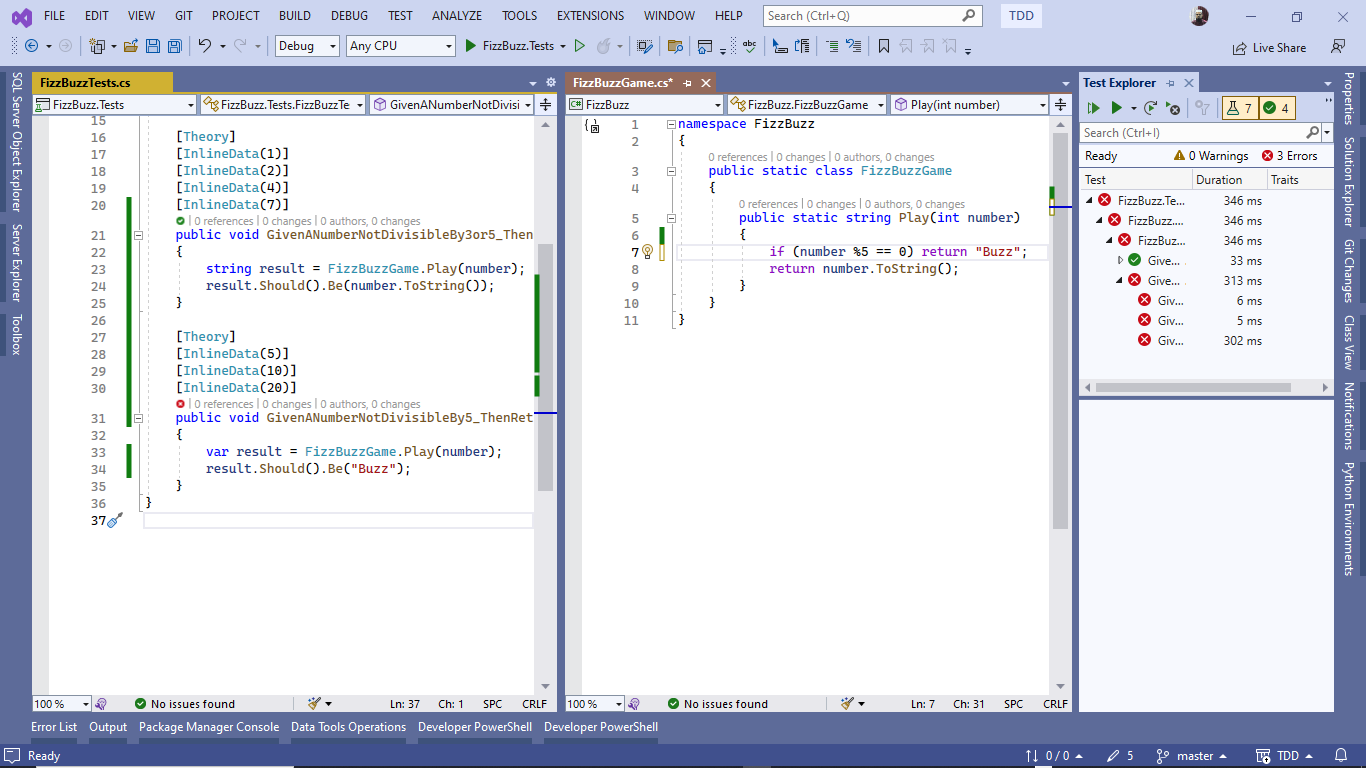 FILE EDIT VIEW GIT PROJECT BUILD DEBUG TEST ANALYZE TOOLS EXTENSIONS WINDOW HELP Search (Ctrl+Q) TDD
Debug Any CPU FizzBuzz.Tests Live Share
SQL Server Object Explorer
Server Explorer
Toolbox
FizzBuzzTests.cs
FizzBuzz.Tests FizzBuzz.Tests.FizzBuzzTe GivenANumberNotDivisi
15
16 [Theory]
17 [InlineData(1)]
18 [InlineData(2)]
19 [InlineData(4)]
20 [InlineData(7)]
| 0 references | 0 changes | 0 authors, 0 changes
21 public void GivenANumberNotDivisibleBy3or5_Then
22 {
23 string result = FizzBuzzGame.Play(number);
24 result.Should().Be(number.ToString());
25 }
26
27 [Theory]
28 [InlineData(5)]
29 [InlineData(10)]
30 [InlineData(20)]
| 0 references | 0 changes | 0 authors, 0 changes
31 public void GivenANumberNotDivisibleBy5_ThenRet
32 {
33 var result = FizzBuzzGame.Play(number);
34 result.Should().Be("Buzz");
35 }
36 }
37
100 % No issues found Ln: 37 Ch: 1 SPC CRLF
FizzBuzzGame.cs*
C# FizzBuzz FizzBuzz.FizzBuzzGame Play(int number)
1 namespace FizzBuzz
2 {
0 references | 0 changes | 0 authors, 0 changes
3 public static class FizzBuzzGame
4 {
0 references | 0 changes | 0 authors, 0 changes
5 public static string Play(int number)
6 {
7 if (number %5 == 0) return "Buzz";
8 return number.ToString();
9 }
10 }
11 }
100 % No issues found Ln: 7 Ch: 31 SPC CRLF
Test Explorer
7 4
Search (Ctrl+I)
Ready 0 Warnings 3 Errors
Test Duration Traits
FizzBuzz.Te... 346 ms
FizzBuzz.... 346 ms
FizzBuz... 346 ms
Give... 33 ms
Give... 313 ms
Giv... 6 ms
Giv... 5 ms
Giv... 302 ms
Properties
Solution Explorer
Git Changes
Class View
Notifications
Python Environments
Error List Output Package Manager Console Data Tools Operations Developer PowerShell Developer PowerShell
Ready 0 / 0 5 master TDD